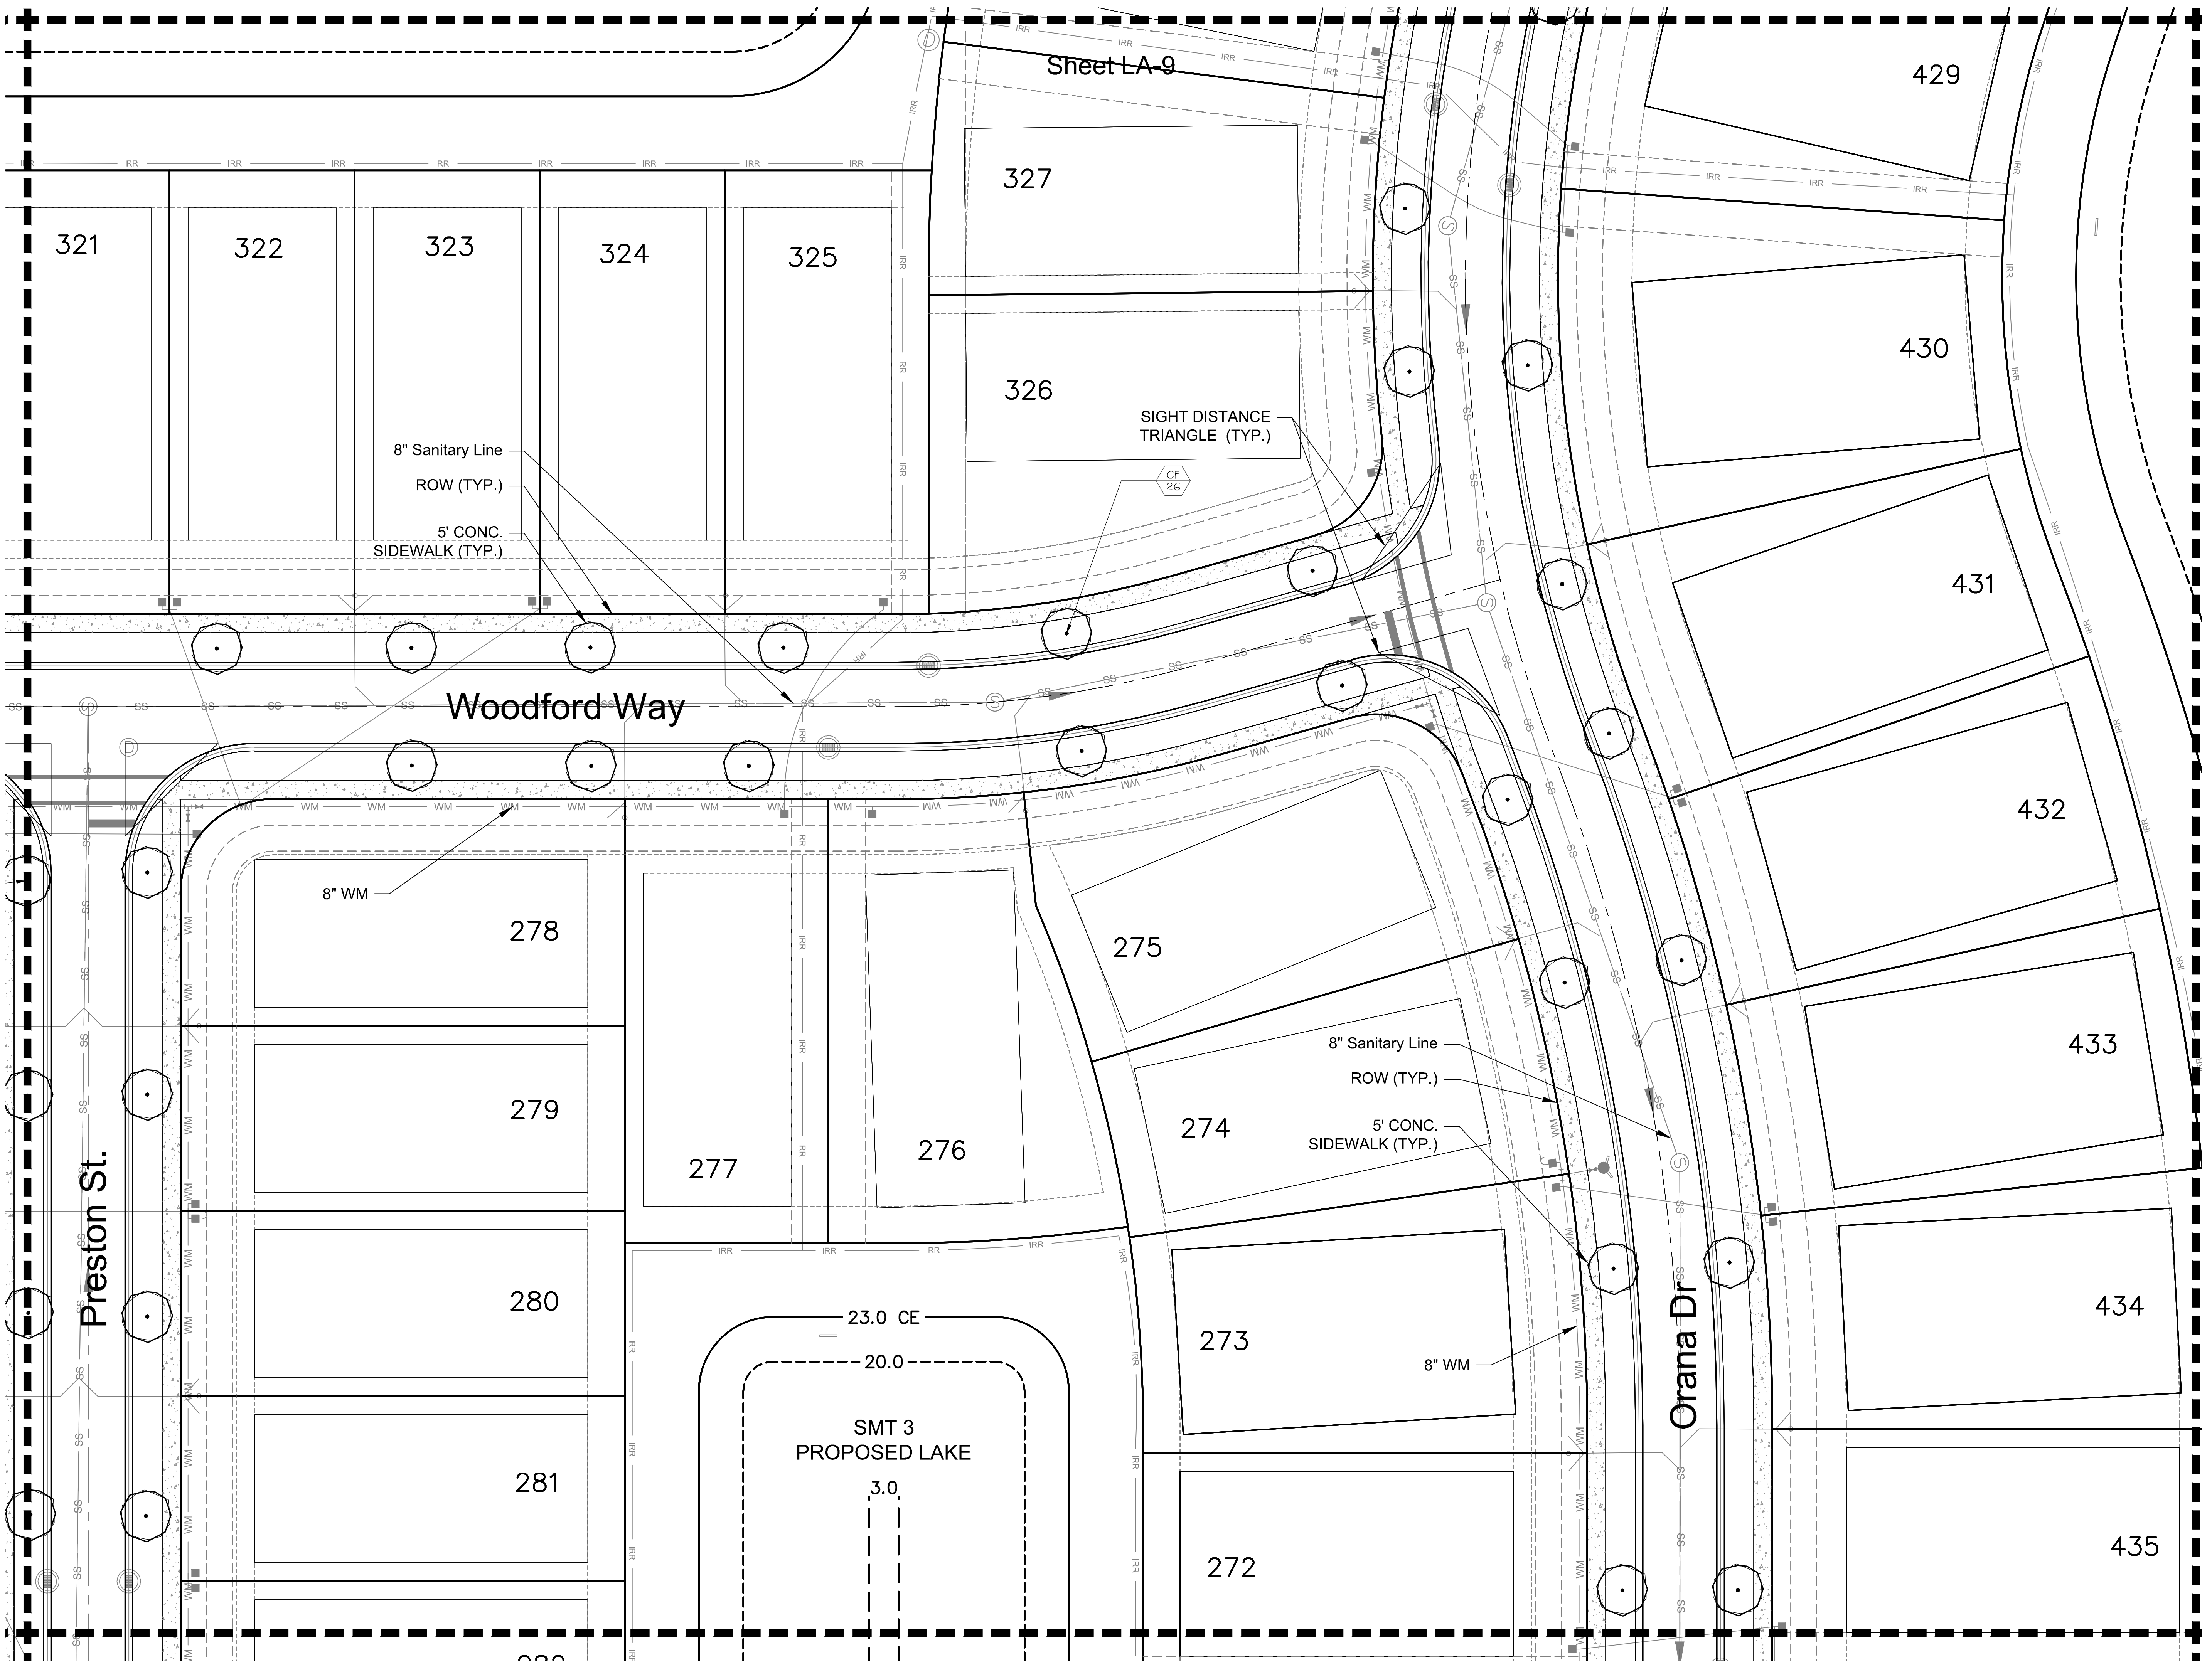 Sheet LA-9
429
327
321
322
323
324
325
430
326
SIGHT DISTANCE
TRIANGLE (TYP.)
8" Sanitary Line
ROW (TYP.)
CE
26
5' CONC.
SIDEWALK (TYP.)
431
Woodford Way
432
8" WM
278
275
433
8" Sanitary Line
ROW (TYP.)
279
274
5' CONC.
SIDEWALK (TYP.)
276
277
Preston St.
280
23.0 CE
20.0
273
8" WM
Orana Dr
434
SMT 3
PROPOSED LAKE
3.0
281
272
435
IRR
WM
SS
S
D